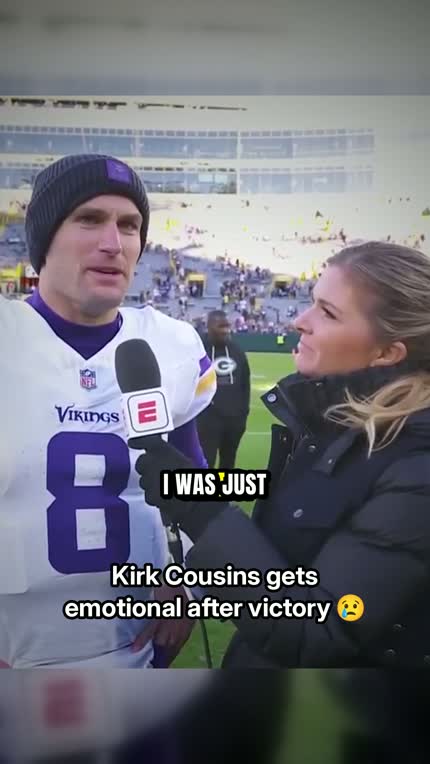 VIKINGS
8
E
G
NFL
I WAS JUST
Kirk Cousins gets
emotional after victory 😢